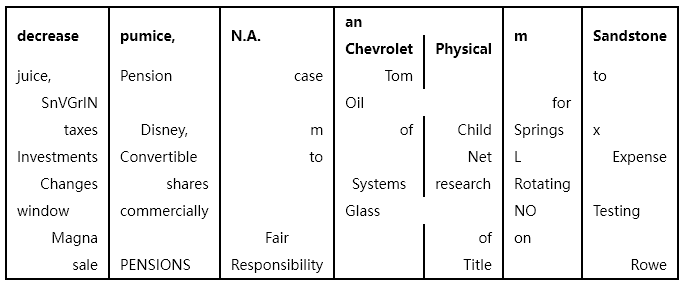 decrease pumice, N.A. an Chevrolet Physical m Sandstone
juice, Pension case Tom to
SnVGrIN Oil for
taxes Disney, m of Child Springs x
Investments Convertible to Net L Expense
Changes shares Systems research Rotating
window commercially Glass NO Testing
Magna Fair of on
sale PENSIONS Responsibility Title Rowe